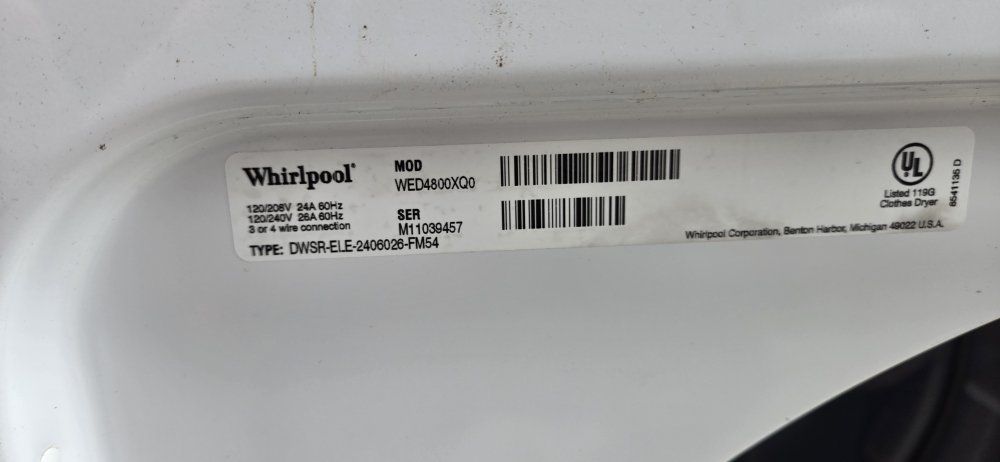 Whirlpool®
120/208V 24A 60Hz
120/240V 26A 60Hz
3 or 4 wire connection
TYPE: DWSR-ELE-2406026-FM54
MOD
WED4800XQ0
SER
M11039457
UL
Listed 119G
Clothes Dryer
8541135 D
Whirlpool Corporation, Benton Harbor, Michigan 49022 U.S.A.